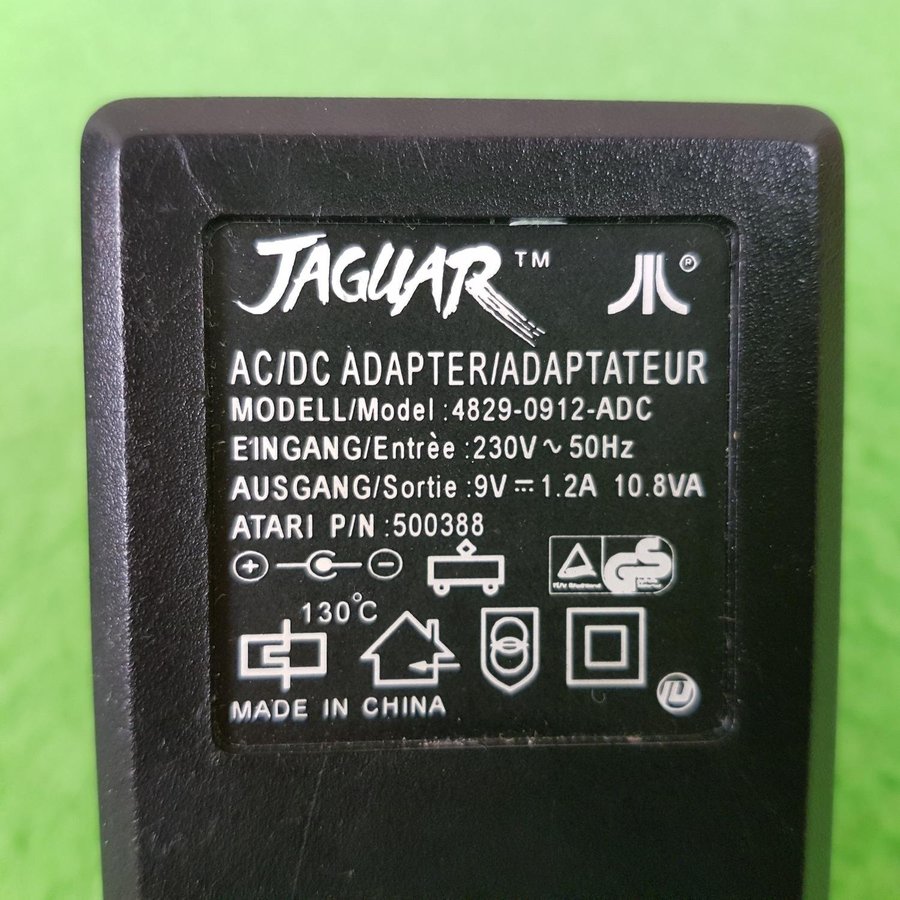 JAGUAR™
®
AC/DC ADAPTER/ADAPTATEUR
MODELL/Model :4829-0912-ADC
EINGANG/Entrèe :230V ~ 50Hz
AUSGANG/Sortie :9V ⎓ 1.2A 10.8VA
ATARI P/N :500388
GS
130°C
MADE IN CHINA